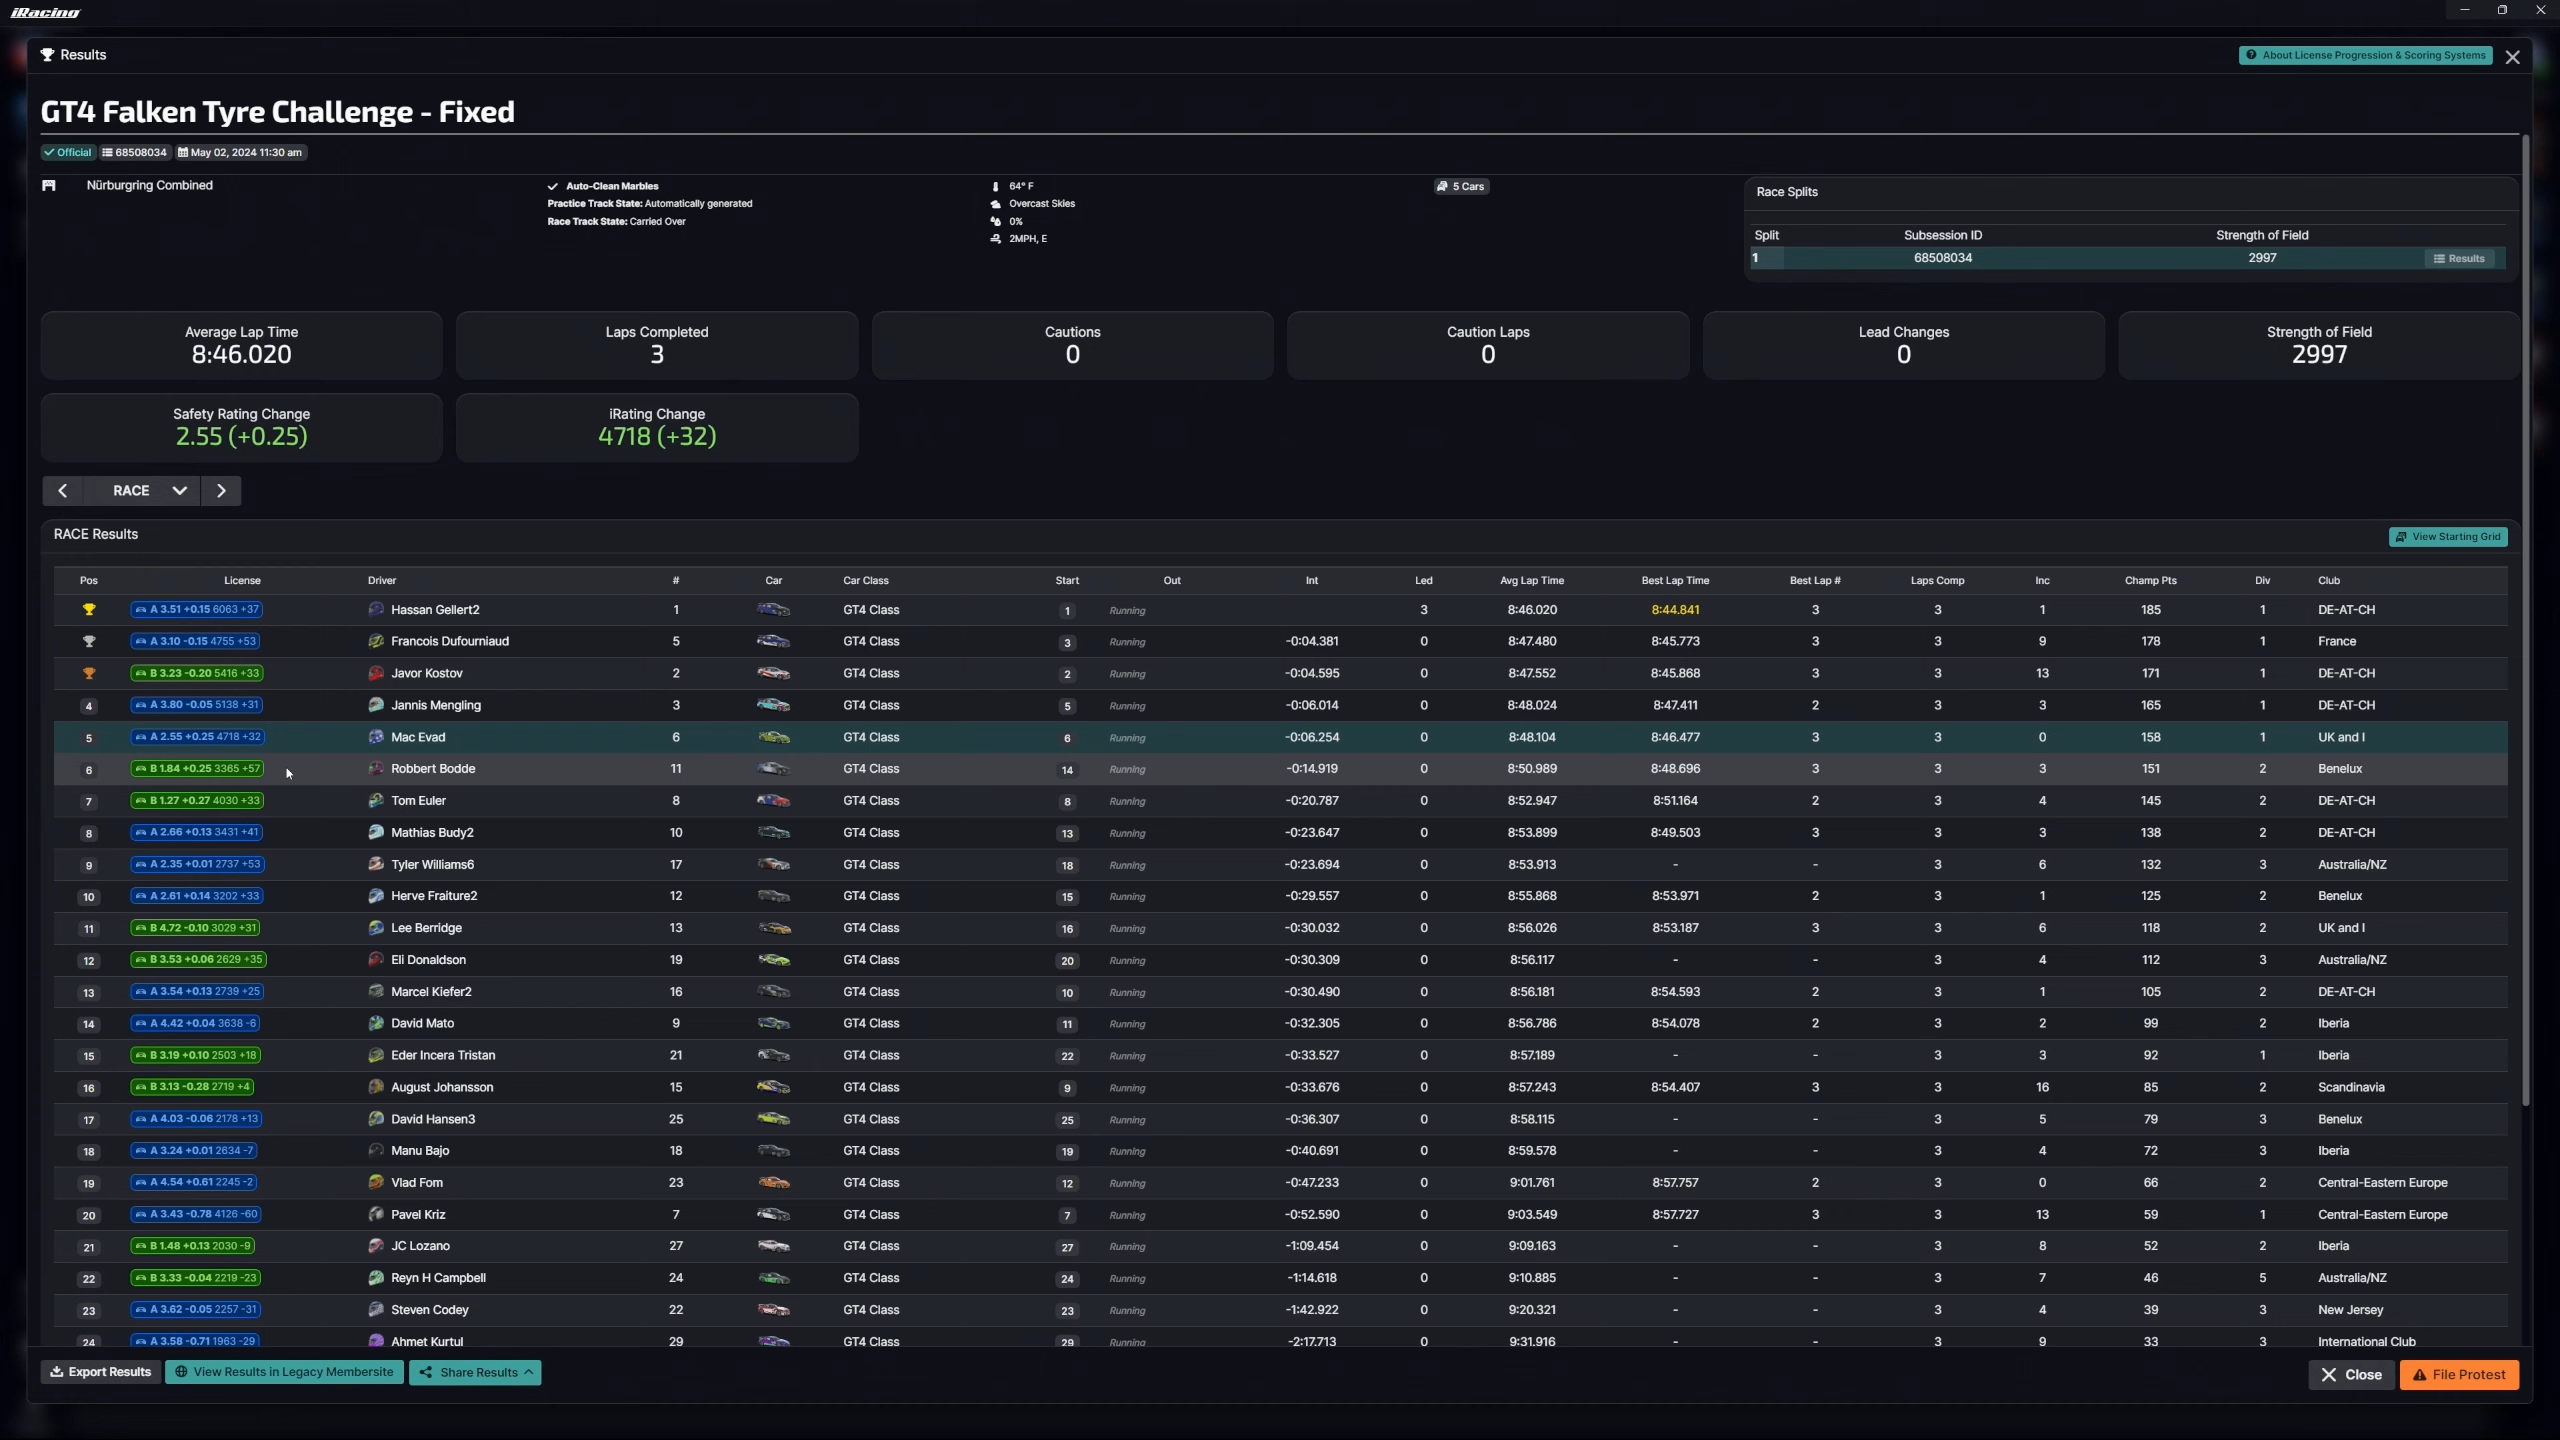 iRacing
Results
About License Progression & Scoring Systems
GT4 Falken Tyre Challenge - Fixed
Official 68508034 May 02, 2024 11:30 am
Nürburgring Combined
Auto-Clean Marbles
Practice Track State: Automatically generated
Race Track State: Carried Over
64° F
Overcast Skies
0%
2MPH, E
5 Cars
Race Splits
Split Subsession ID Strength of Field
1 68508034 2997 Results
Average Lap Time
8:46.020
Laps Completed
3
Cautions
0
Caution Laps
0
Lead Changes
0
Strength of Field
2997
Safety Rating Change
2.55 (+0.25)
iRating Change
4718 (+32)
RACE
RACE Results
View Starting Grid
Pos License Driver # Car Car Class Start Out Int Led Avg Lap Time Best Lap Time Best Lap # Laps Comp Inc Champ Pts Div Club
A 3.51 +0.15 6063 +37 Hassan Gellert2 1 GT4 Class 1 Running 3 8:46.020 8:44.841 3 3 1 185 1 DE-AT-CH
A 3.10 -0.15 4755 +53 Francois Dufourniaud 5 GT4 Class 3 Running -0:04.381 0 8:47.480 8:45.773 3 3 9 178 1 France
B 3.23 -0.20 5416 +33 Javor Kostov 2 GT4 Class 2 Running -0:04.595 0 8:47.552 8:45.868 3 3 13 171 1 DE-AT-CH
4 A 3.80 -0.05 5138 +31 Jannis Mengling 3 GT4 Class 5 Running -0:06.014 0 8:48.024 8:47.411 2 3 3 165 1 DE-AT-CH
5 A 2.55 +0.25 4718 +32 Mac Evad 6 GT4 Class 6 Running -0:06.254 0 8:48.104 8:46.477 3 3 0 158 1 UK and I
6 B 1.84 +0.25 3365 +57 Robbert Bodde 11 GT4 Class 14 Running -0:14.919 0 8:50.989 8:48.696 3 3 3 151 2 Benelux
7 B 1.27 +0.27 4030 +33 Tom Euler 8 GT4 Class 8 Running -0:20.787 0 8:52.947 8:51.164 2 3 4 145 2 DE-AT-CH
8 A 2.66 +0.13 3431 +41 Mathias Budy2 10 GT4 Class 13 Running -0:23.647 0 8:53.899 8:49.503 3 3 3 138 2 DE-AT-CH
9 A 2.35 +0.01 2737 +53 Tyler Williams6 17 GT4 Class 18 Running -0:23.694 0 8:53.913 - - 3 6 132 3 Australia/NZ
10 A 2.61 +0.14 3202 +33 Herve Fraiture2 12 GT4 Class 15 Running -0:29.557 0 8:55.868 8:53.971 2 3 1 125 2 Benelux
11 B 4.72 -0.10 3029 +31 Lee Berridge 13 GT4 Class 16 Running -0:30.032 0 8:56.026 8:53.187 3 3 6 118 2 UK and I
12 B 3.53 +0.06 2629 +35 Eli Donaldson 19 GT4 Class 20 Running -0:30.309 0 8:56.117 - - 3 4 112 3 Australia/NZ
13 A 3.54 +0.13 2739 +25 Marcel Kiefer2 16 GT4 Class 10 Running -0:30.490 0 8:56.181 8:54.593 2 3 1 105 2 DE-AT-CH
14 A 4.42 +0.04 3638 -6 David Mato 9 GT4 Class 11 Running -0:32.305 0 8:56.786 8:54.078 2 3 2 99 2 Iberia
15 B 3.19 +0.10 2503 +18 Eder Incera Tristan 21 GT4 Class 22 Running -0:33.527 0 8:57.189 - - 3 3 92 1 Iberia
16 B 3.13 -0.28 2719 +4 August Johansson 15 GT4 Class 9 Running -0:33.676 0 8:57.243 8:54.407 3 3 16 85 2 Scandinavia
17 A 4.03 -0.06 2178 +13 David Hansen3 25 GT4 Class 25 Running -0:36.307 0 8:58.115 - - 3 5 79 3 Benelux
18 A 3.24 +0.01 2634 -7 Manu Bajo 18 GT4 Class 19 Running -0:40.691 0 8:59.578 - - 3 4 72 3 Iberia
19 A 4.54 +0.61 2245 -2 Vlad Fom 23 GT4 Class 12 Running -0:47.233 0 9:01.761 8:57.757 2 3 0 66 2 Central-Eastern Europe
20 A 3.43 -0.78 4126 -60 Pavel Kriz 7 GT4 Class 7 Running -0:52.590 0 9:03.549 8:57.727 3 3 13 59 1 Central-Eastern Europe
21 B 1.48 +0.13 2030 -9 JC Lozano 27 GT4 Class 27 Running -1:09.454 0 9:09.163 - - 3 8 52 2 Iberia
22 B 3.33 -0.04 2219 -23 Reyn H Campbell 24 GT4 Class 24 Running -1:14.618 0 9:10.885 - - 3 7 46 5 Australia/NZ
23 A 3.62 -0.05 2257 -31 Steven Codey 22 GT4 Class 23 Running -1:42.922 0 9:20.321 - - 3 4 39 3 New Jersey
24 A 3.58 -0.71 1963 -29 Ahmet Kurtul 29 GT4 Class 29 Running -2:17.713 0 9:31.916 - - 3 9 33 3 International Club
Export Results View Results in Legacy Membersite Share Results Close File Protest